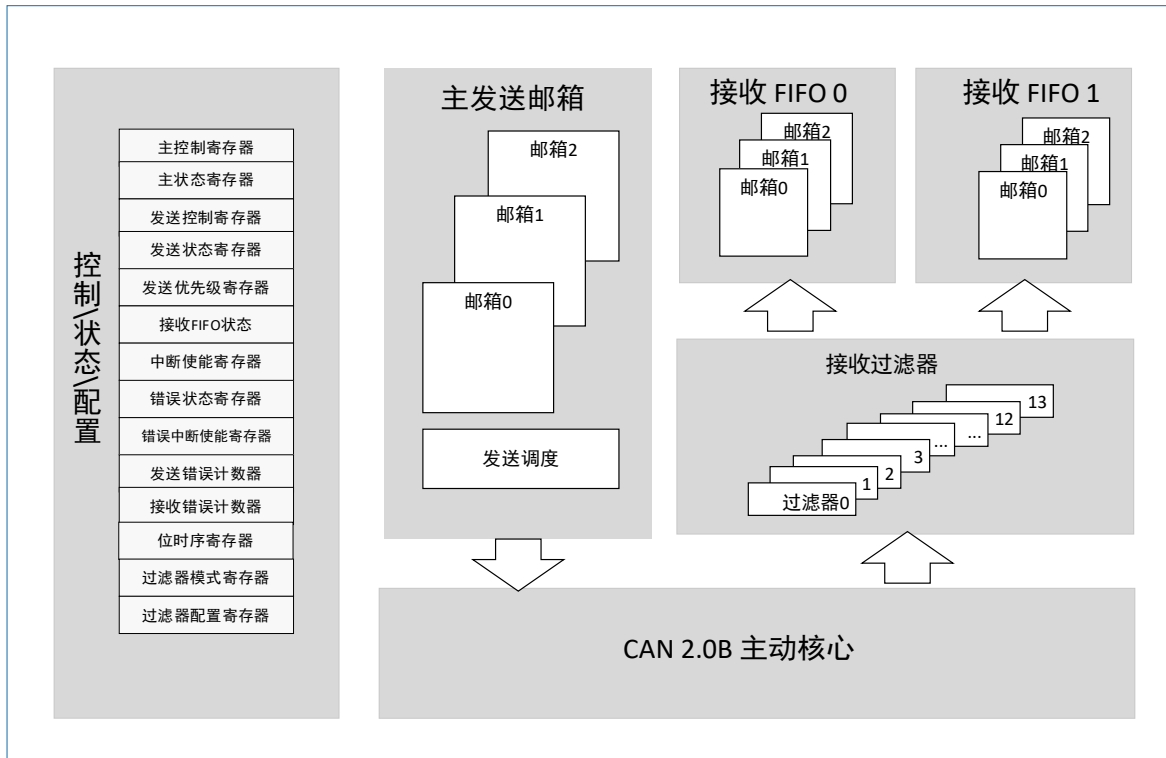 控制/状态/配置
主控制寄存器
主状态寄存器
发送控制寄存器
发送状态寄存器
发送优先级寄存器
接收FIFO状态
中断使能寄存器
错误状态寄存器
错误中断使能寄存器
发送错误计数器
接收错误计数器
位时序寄存器
过滤器模式寄存器
过滤器配置寄存器
主发送邮箱
邮箱2
邮箱1
邮箱0
发送调度
接收 FIFO 0
邮箱2
邮箱1
邮箱0
接收 FIFO 1
邮箱2
邮箱1
邮箱0
接收过滤器
13
12
...
...
3
2
1
过滤器0
CAN 2.0B 主动核心